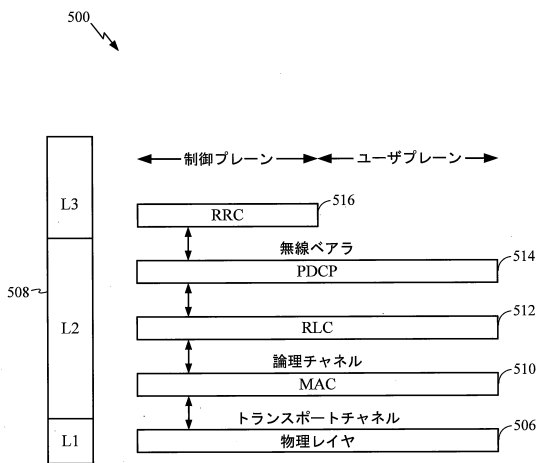 500
制御プレーン
ユーザプレーン
L3
RRC
516
無線ベアラ
514
PDCP
508
512
L2
RLC
論理チャネル
510
MAC
トランスポートチャネル
506
L1
物理レイヤ